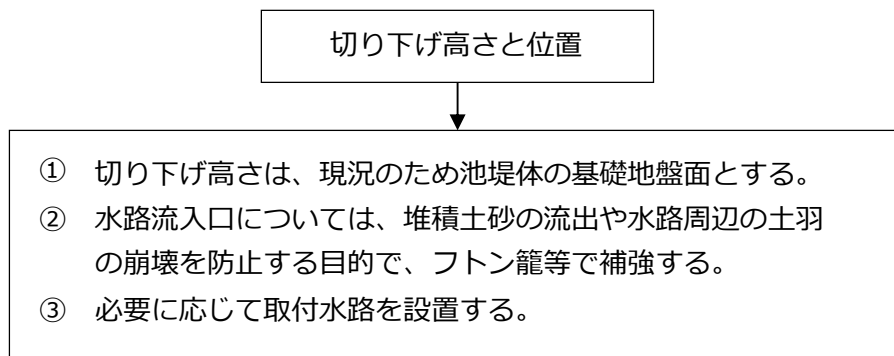 切り下げ高さと位置
① 切り下げ高さは、現況のため池堤体の基礎地盤面とする。
② 水路流入口については、堆積土砂の流出や水路周辺の土羽
の崩壊を防止する目的で、フトン籠等で補強する。
③ 必要に応じて取付水路を設置する。